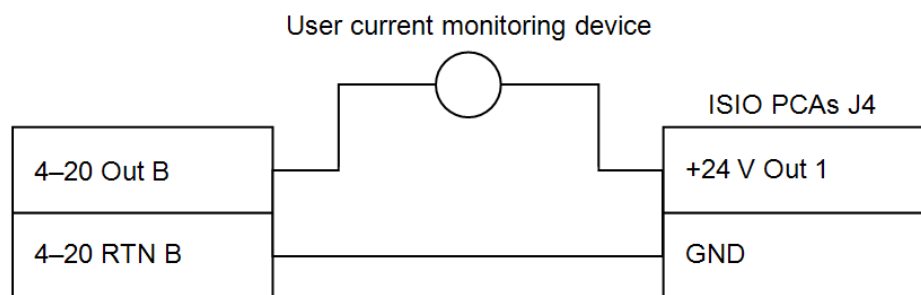 User current monitoring device
ISIO PCAs J4
4–20 Out B
+24 V Out 1
4–20 RTN B
GND